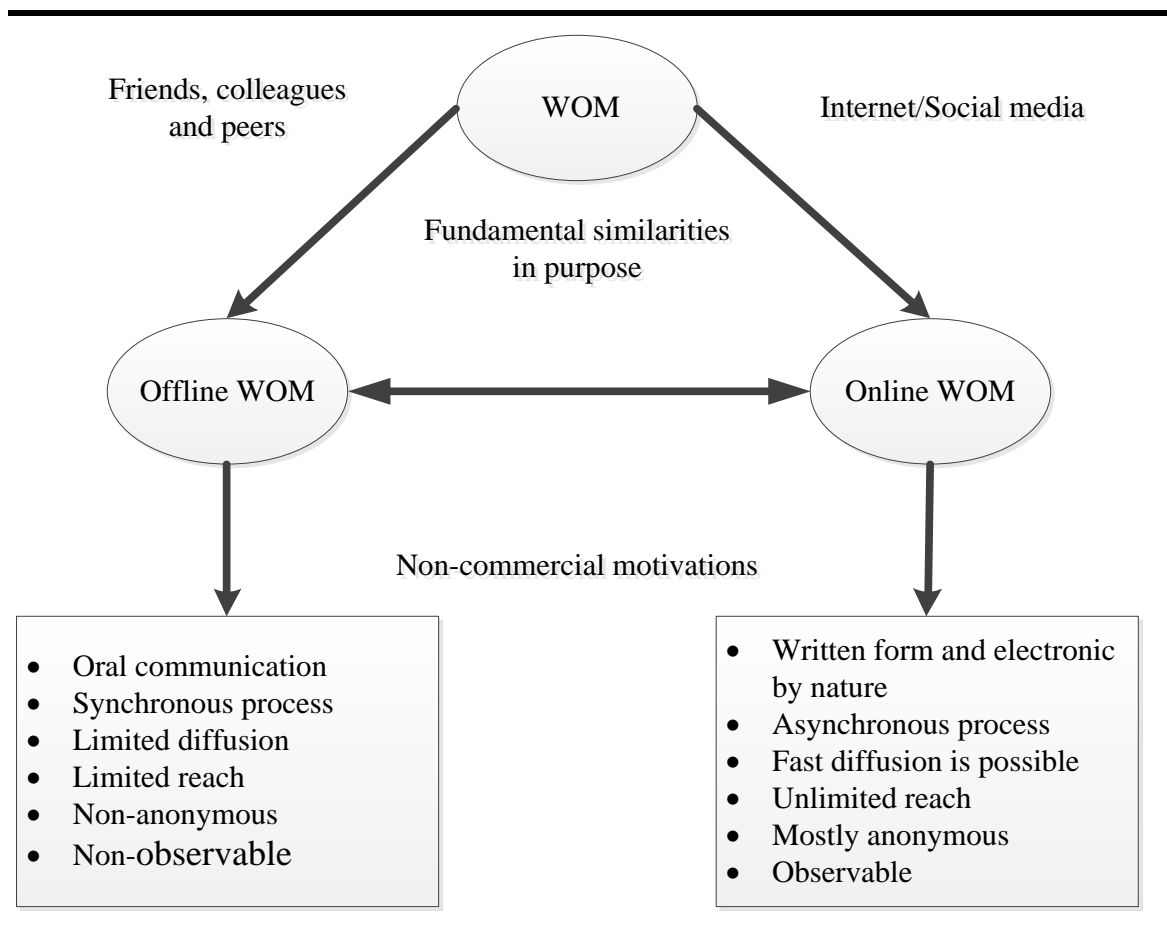 Friends, colleagues
and peers
WOM
Internet/Social media
Fundamental similarities
in purpose
Offline WOM
Online WOM
Non-commercial motivations
• Oral communication
• Synchronous process
• Limited diffusion
• Limited reach
• Non-anonymous
• Non-observable
• Written form and electronic
by nature
• Asynchronous process
• Fast diffusion is possible
• Unlimited reach
• Mostly anonymous
• Observable